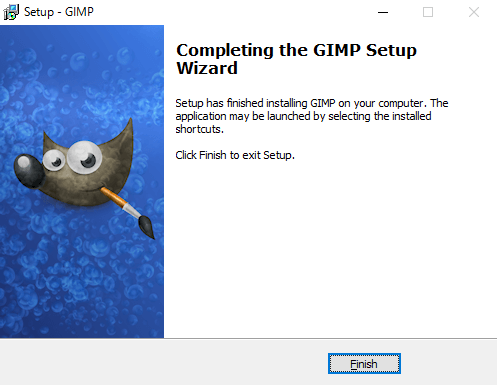 Setup - GIMP
Completing the GIMP Setup
Wizard
Setup has finished installing GIMP on your computer. The
application may be launched by selecting the installed
shortcuts.
Click Finish to exit Setup.
Finish